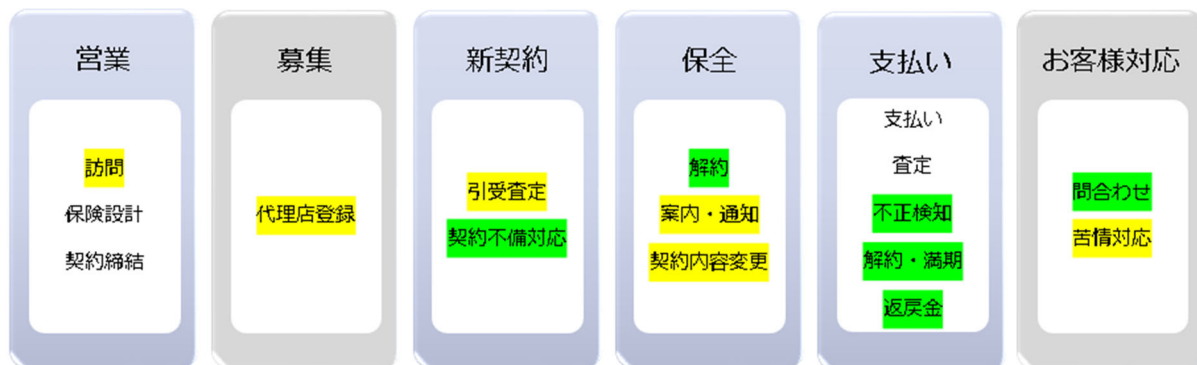 営業
訪問
保険設計
契約締結
募集
代理店登録
新契約
引受査定
契約不備対応
保全
解約
案内・通知
契約内容変更
支払い
支払い
査定
不正検知
解約・満期
返戻金
お客様対応
問合わせ
苦情対応